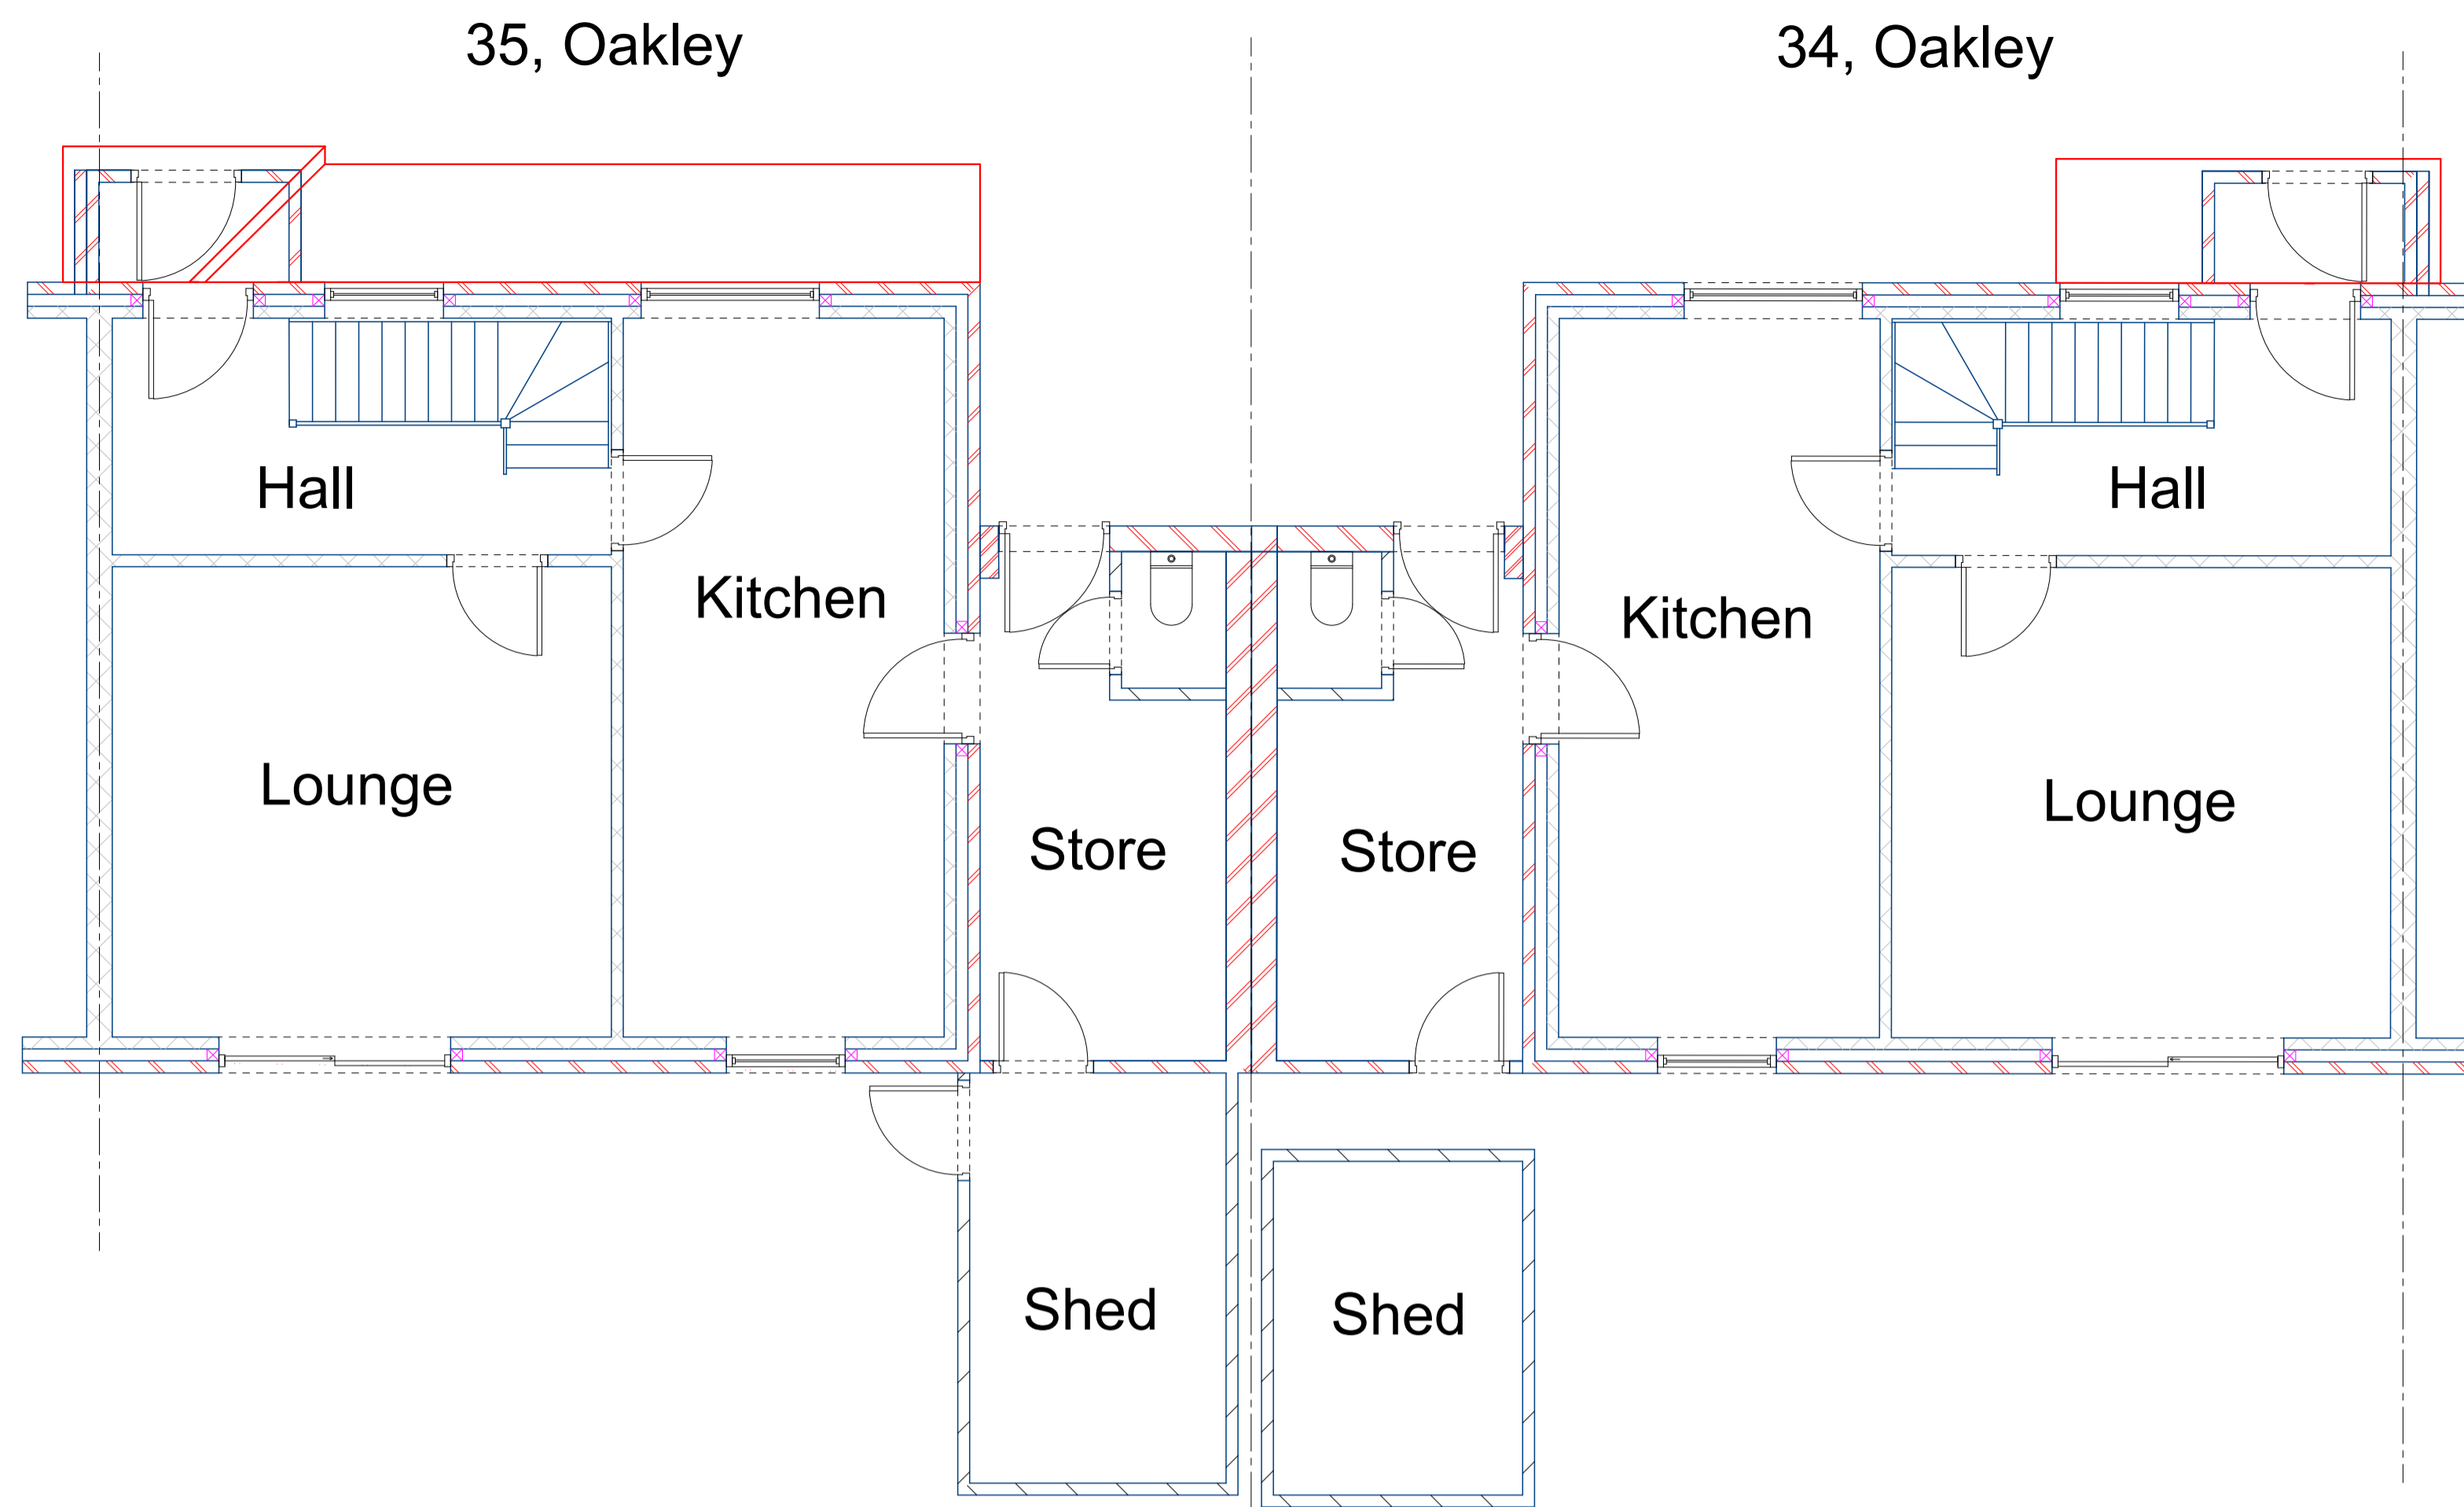 35, Oakley
34, Oakley
Hall
Hall
Kitchen
Kitchen
Lounge
Lounge
Store
Store
Shed
Shed